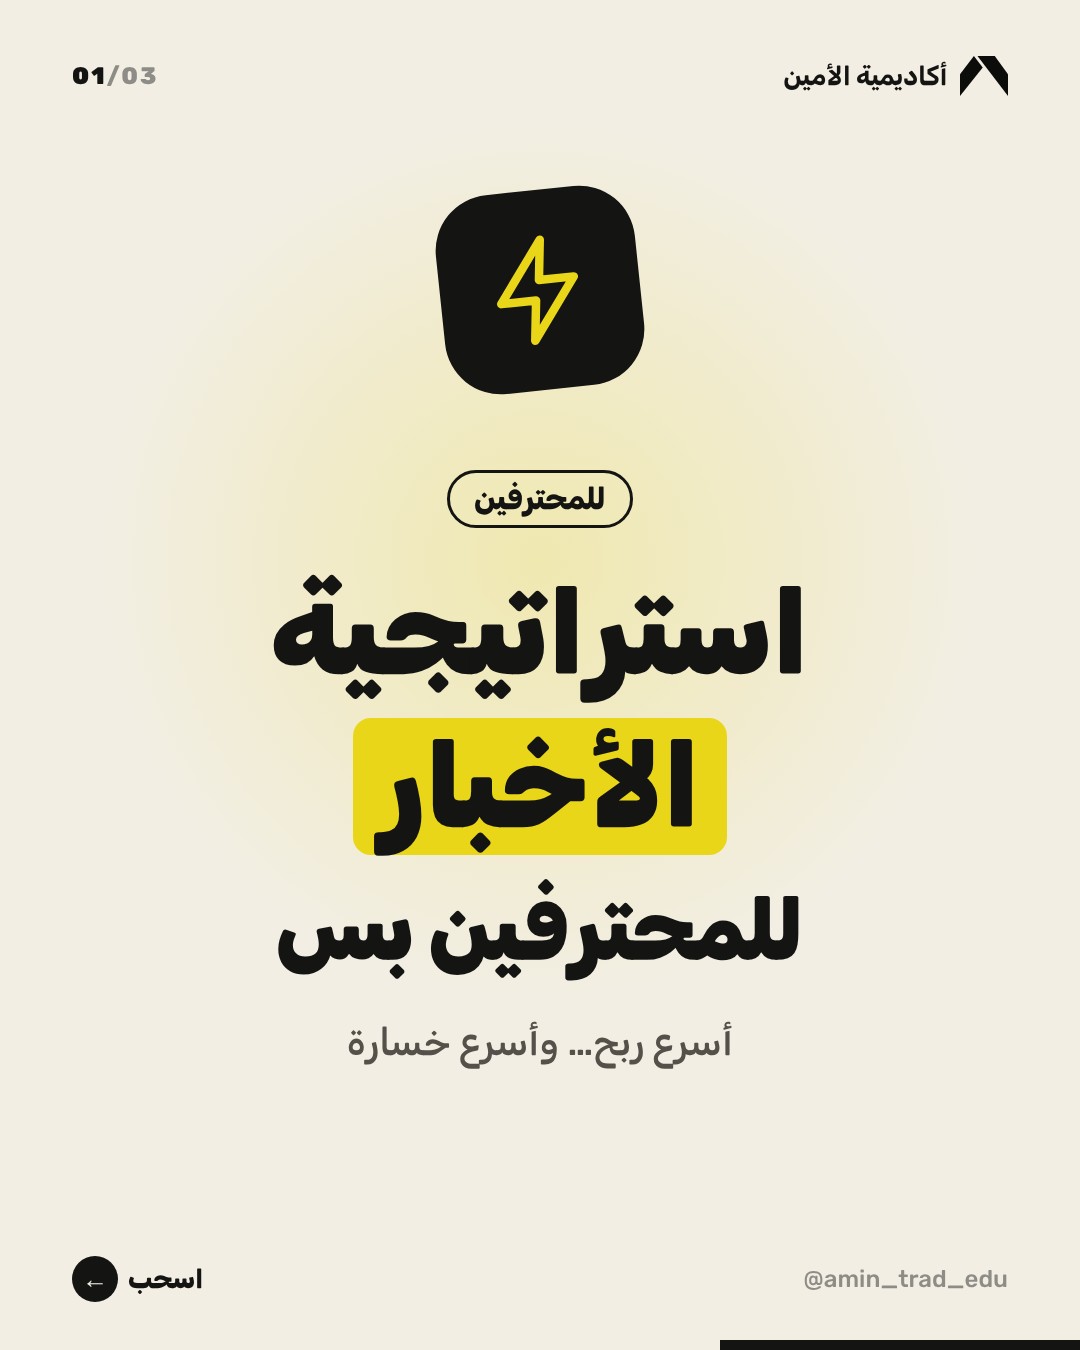 أكاديمية الأمين
01/03
للمحترفين
استراتيجية
الأخبار
للمحترفين بس
أسرع ربح... وأسرع خسارة
@amin_trad_edu
اسحب ←